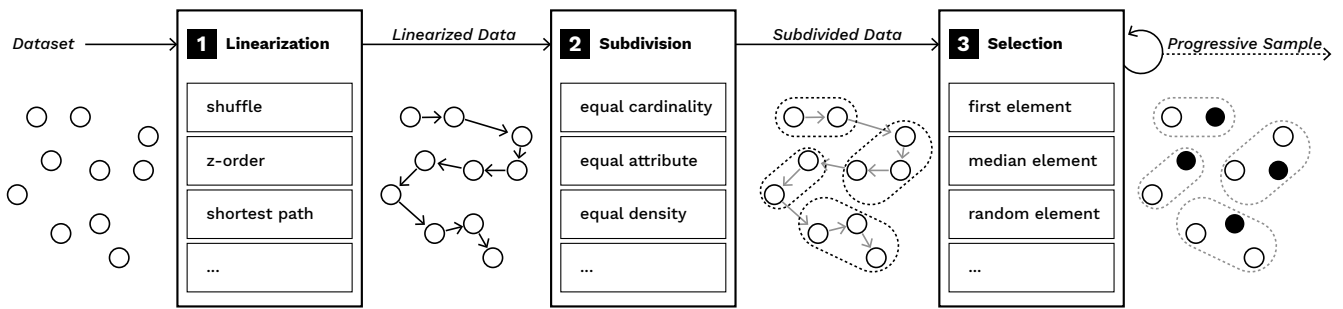 Dataset
1 Linearization
shuffle
z-order
shortest path
...
Linearized Data
2 Subdivision
equal cardinality
equal attribute
equal density
...
Subdivided Data
3 Selection
first element
median element
random element
...
Progressive Sample